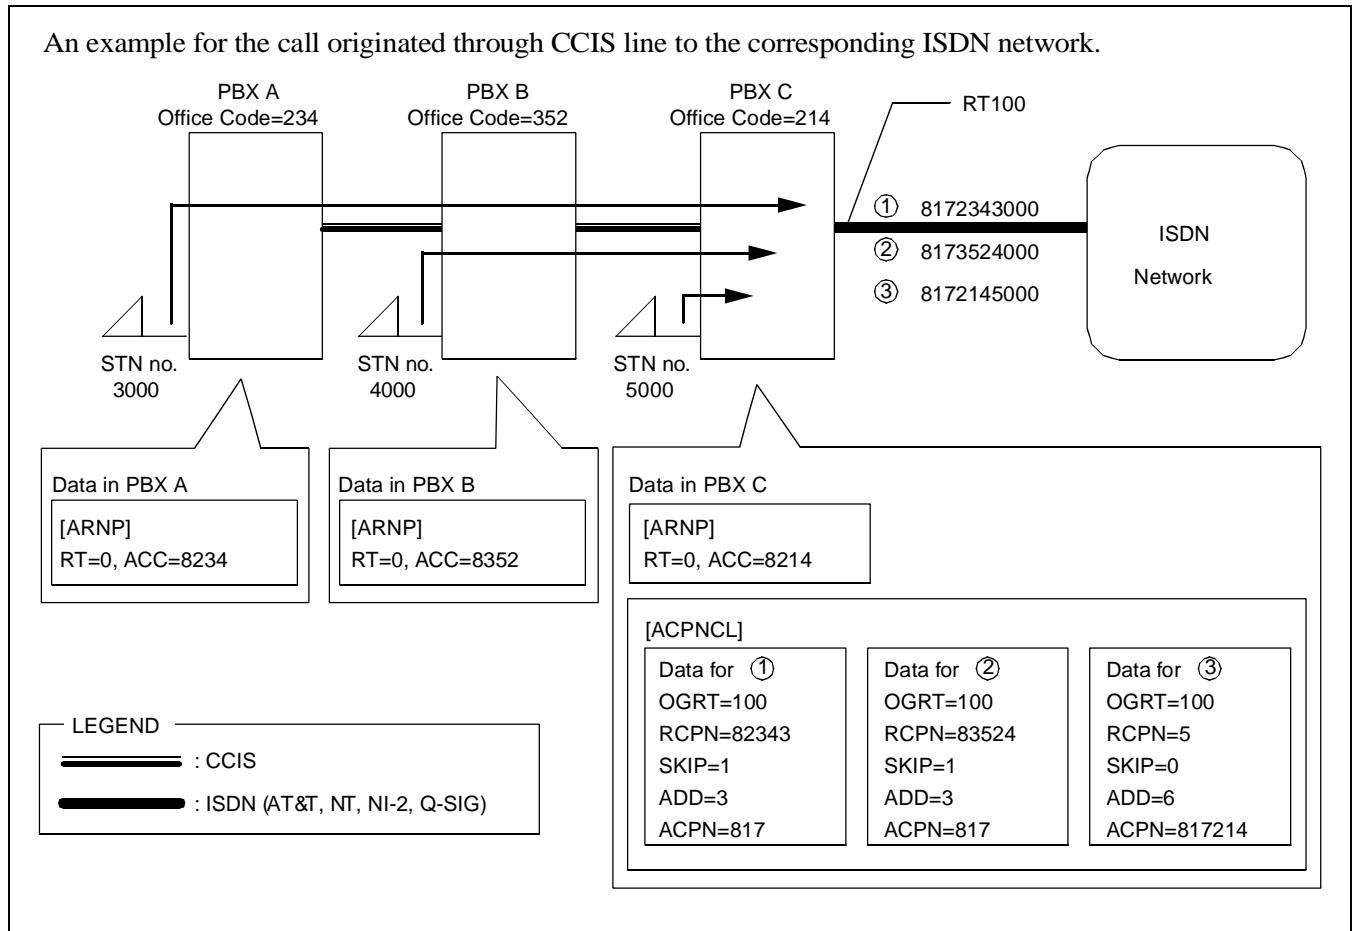 An example for the call originated through CCIS line to the corresponding ISDN network.
PBX A
Office Code=234
PBX B
Office Code=352
PBX C
Office Code=214
RT100
① 8172343000
② 8173524000
③ 8172145000
ISDN
Network
STN no.
3000
STN no.
4000
STN no.
5000
Data in PBX A
[ARNP]
RT=0, ACC=8234
Data in PBX B
[ARNP]
RT=0, ACC=8352
Data in PBX C
[ARNP]
RT=0, ACC=8214
[ACPNCL]
Data for ①
OGRT=100
RCPN=82343
SKIP=1
ADD=3
ACPN=817
Data for ②
OGRT=100
RCPN=83524
SKIP=1
ADD=3
ACPN=817
Data for ③
OGRT=100
RCPN=5
SKIP=0
ADD=6
ACPN=817214
LEGEND
: CCIS
: ISDN (AT&T, NT, NI-2, Q-SIG)